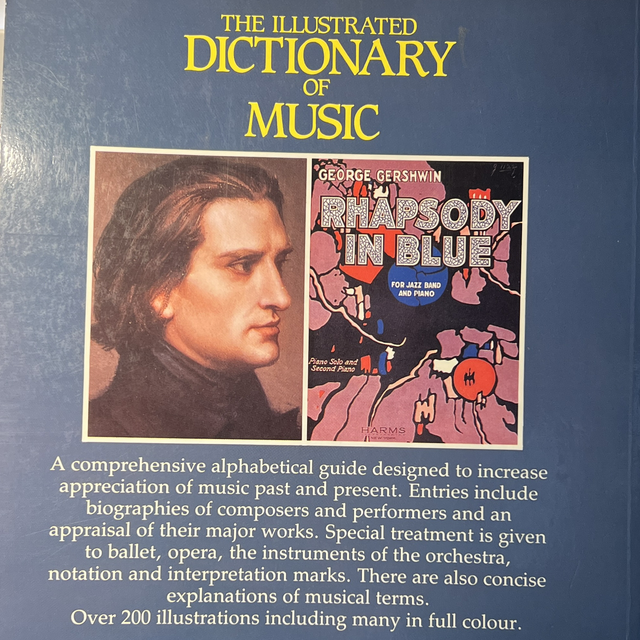 THE ILLUSTRATED
DICTIONARY
OF
MUSIC
GEORGE GERSHWIN
RHAPSODY
IN BLUE
FOR JAZZ BAND
AND PIANO
Piano Solo and
Second Piano
HARMS
A comprehensive alphabetical guide designed to increase
appreciation of music past and present. Entries include
biographies of composers and performers and an
appraisal of their major works. Special treatment is given
to ballet, opera, the instruments of the orchestra,
notation and interpretation marks. There are also concise
explanations of musical terms.
Over 200 illustrations including many in full colour.